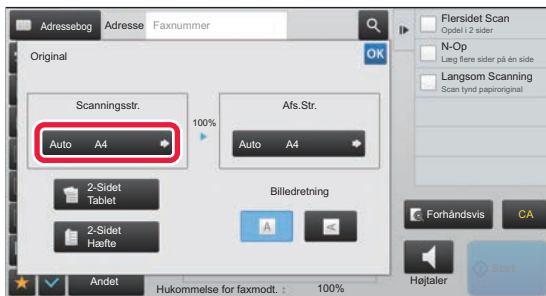 Adressebog Adresse Faxnummer
Original
OK
Scanningsstr.
100%
Afs.Str.
Auto A4
Auto A4
2-Sidet
Tablet
2-Sidet
Hæfte
Billedretning
A
A
Andet
Hukommelse for faxmodt. : 100%
Flersidet Scan
Opdel i 2 sider
N-Op
Læg flere sider på én side
Langsom Scanning
Scan tynd papiroriginal
Forhåndsvis
CA
Højtaler
Start